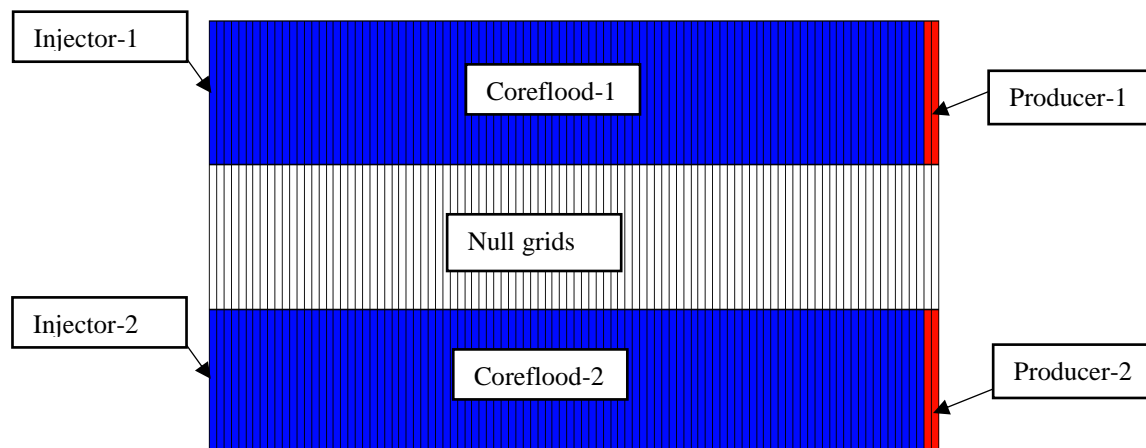 Injector-1
Coreflood-1
Producer-1
Null grids
Injector-2
Coreflood-2
Producer-2